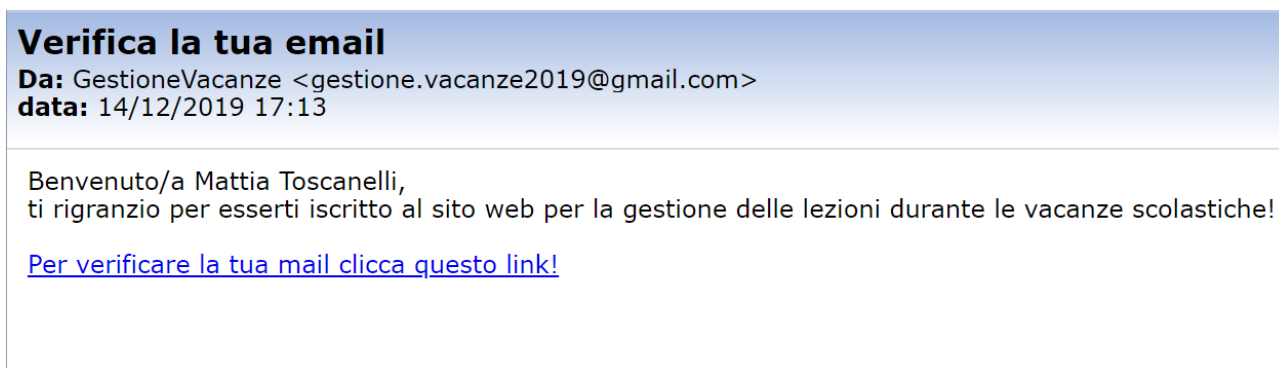 Verifica la tua email
Da: GestioneVacanze <gestione.vacanze2019@gmail.com>
data: 14/12/2019 17:13
Benvenuto/a Mattia Toscanelli,
ti rigranzio per esserti iscritto al sito web per la gestione delle lezioni durante le vacanze scolastiche!
Per verificare la tua mail clicca questo link!